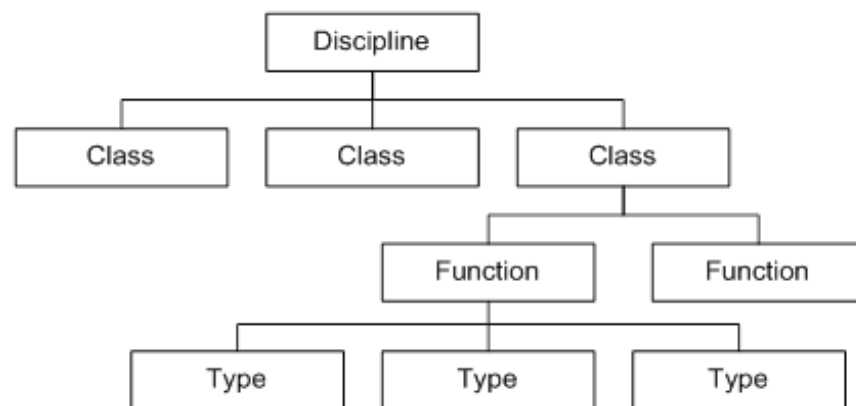 Discipline
Class Class Class
Function Function
Type Type Type